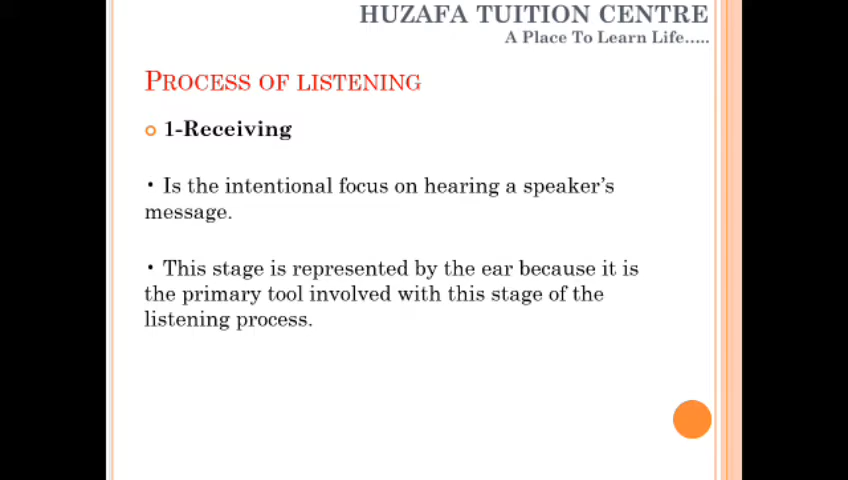 HUZAFA TUITION CENTRE
A Place To Learn Life.....
PROCESS OF LISTENING
1-Receiving
• Is the intentional focus on hearing a speaker's
message.
• This stage is represented by the ear because it is
the primary tool involved with this stage of the
listening process.